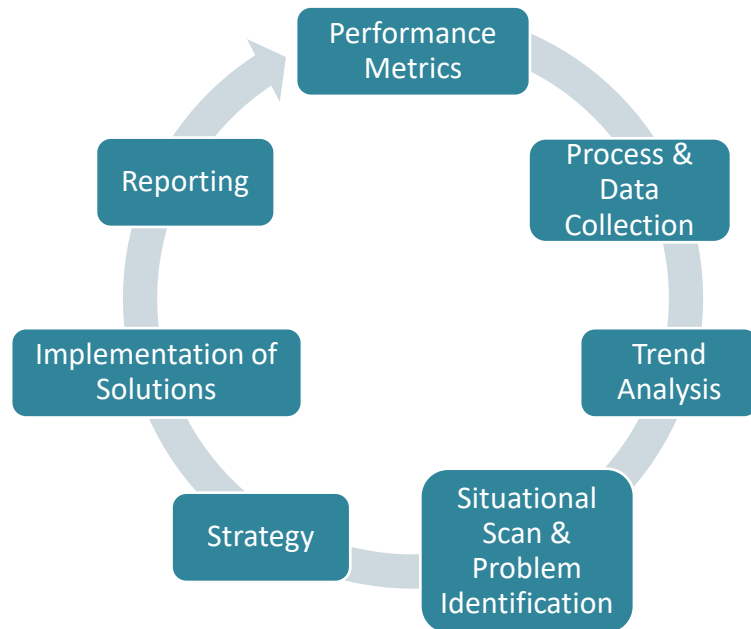 Performance
Metrics
Process &
Data
Collection
Trend
Analysis
Situational
Scan &
Problem
Identification
Strategy
Implementation of
Solutions
Reporting